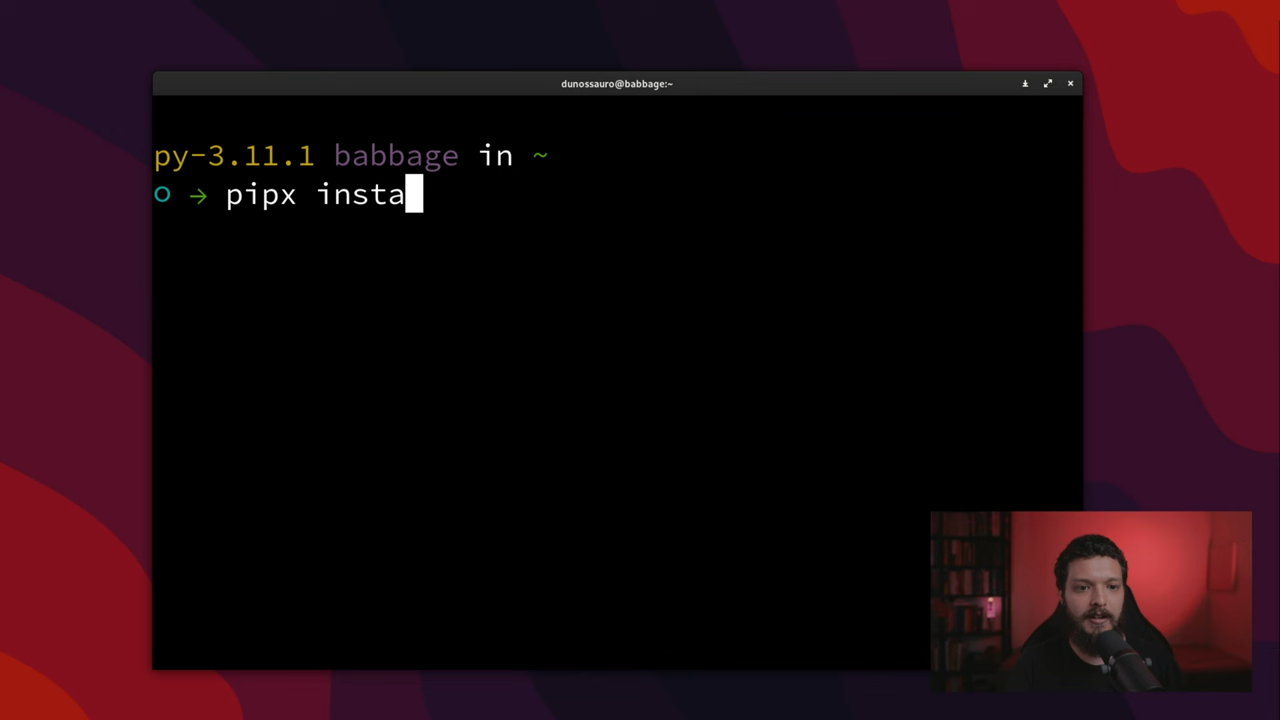 dunossauro@babbage:~
py-3.11.1 babbage in ~
○ → pipx insta